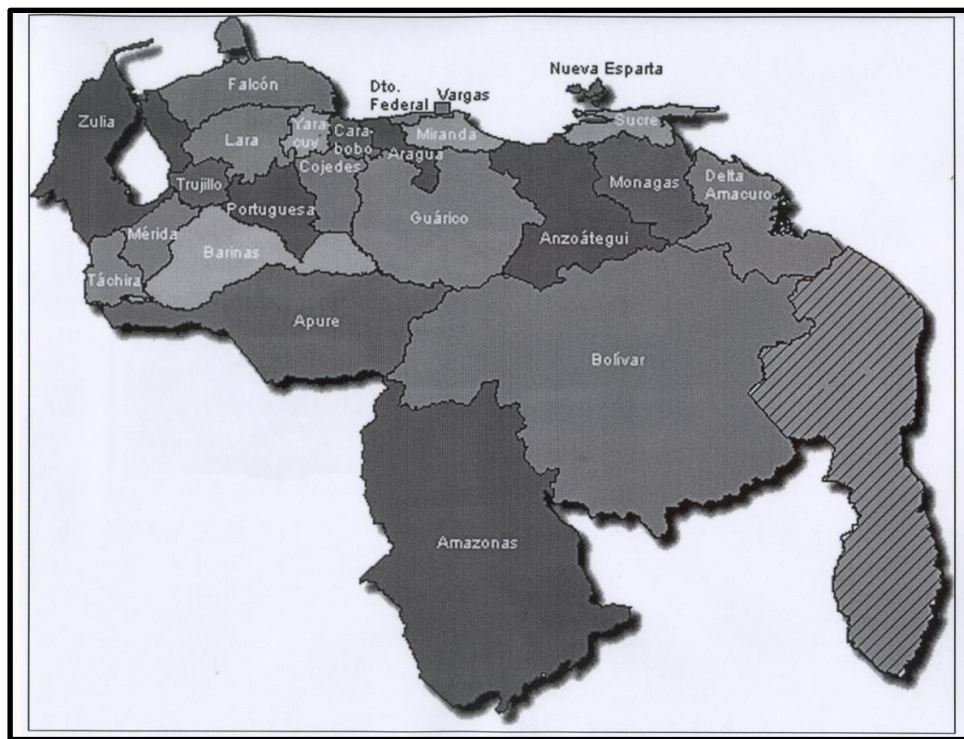 Nueva Esparta
Dto.
Federal
Vargas
Falcón
Zulia
Sucre
Yara-
cuy
Cara-
bobo
Miranda
Lara
Aragua
Cojedes
Trujillo
Monagas
Delta
Amacuro
Portuguesa
Guárico
Mérida
Anzoátegui
Barinas
Táchira
Apure
Bolívar
Amazonas